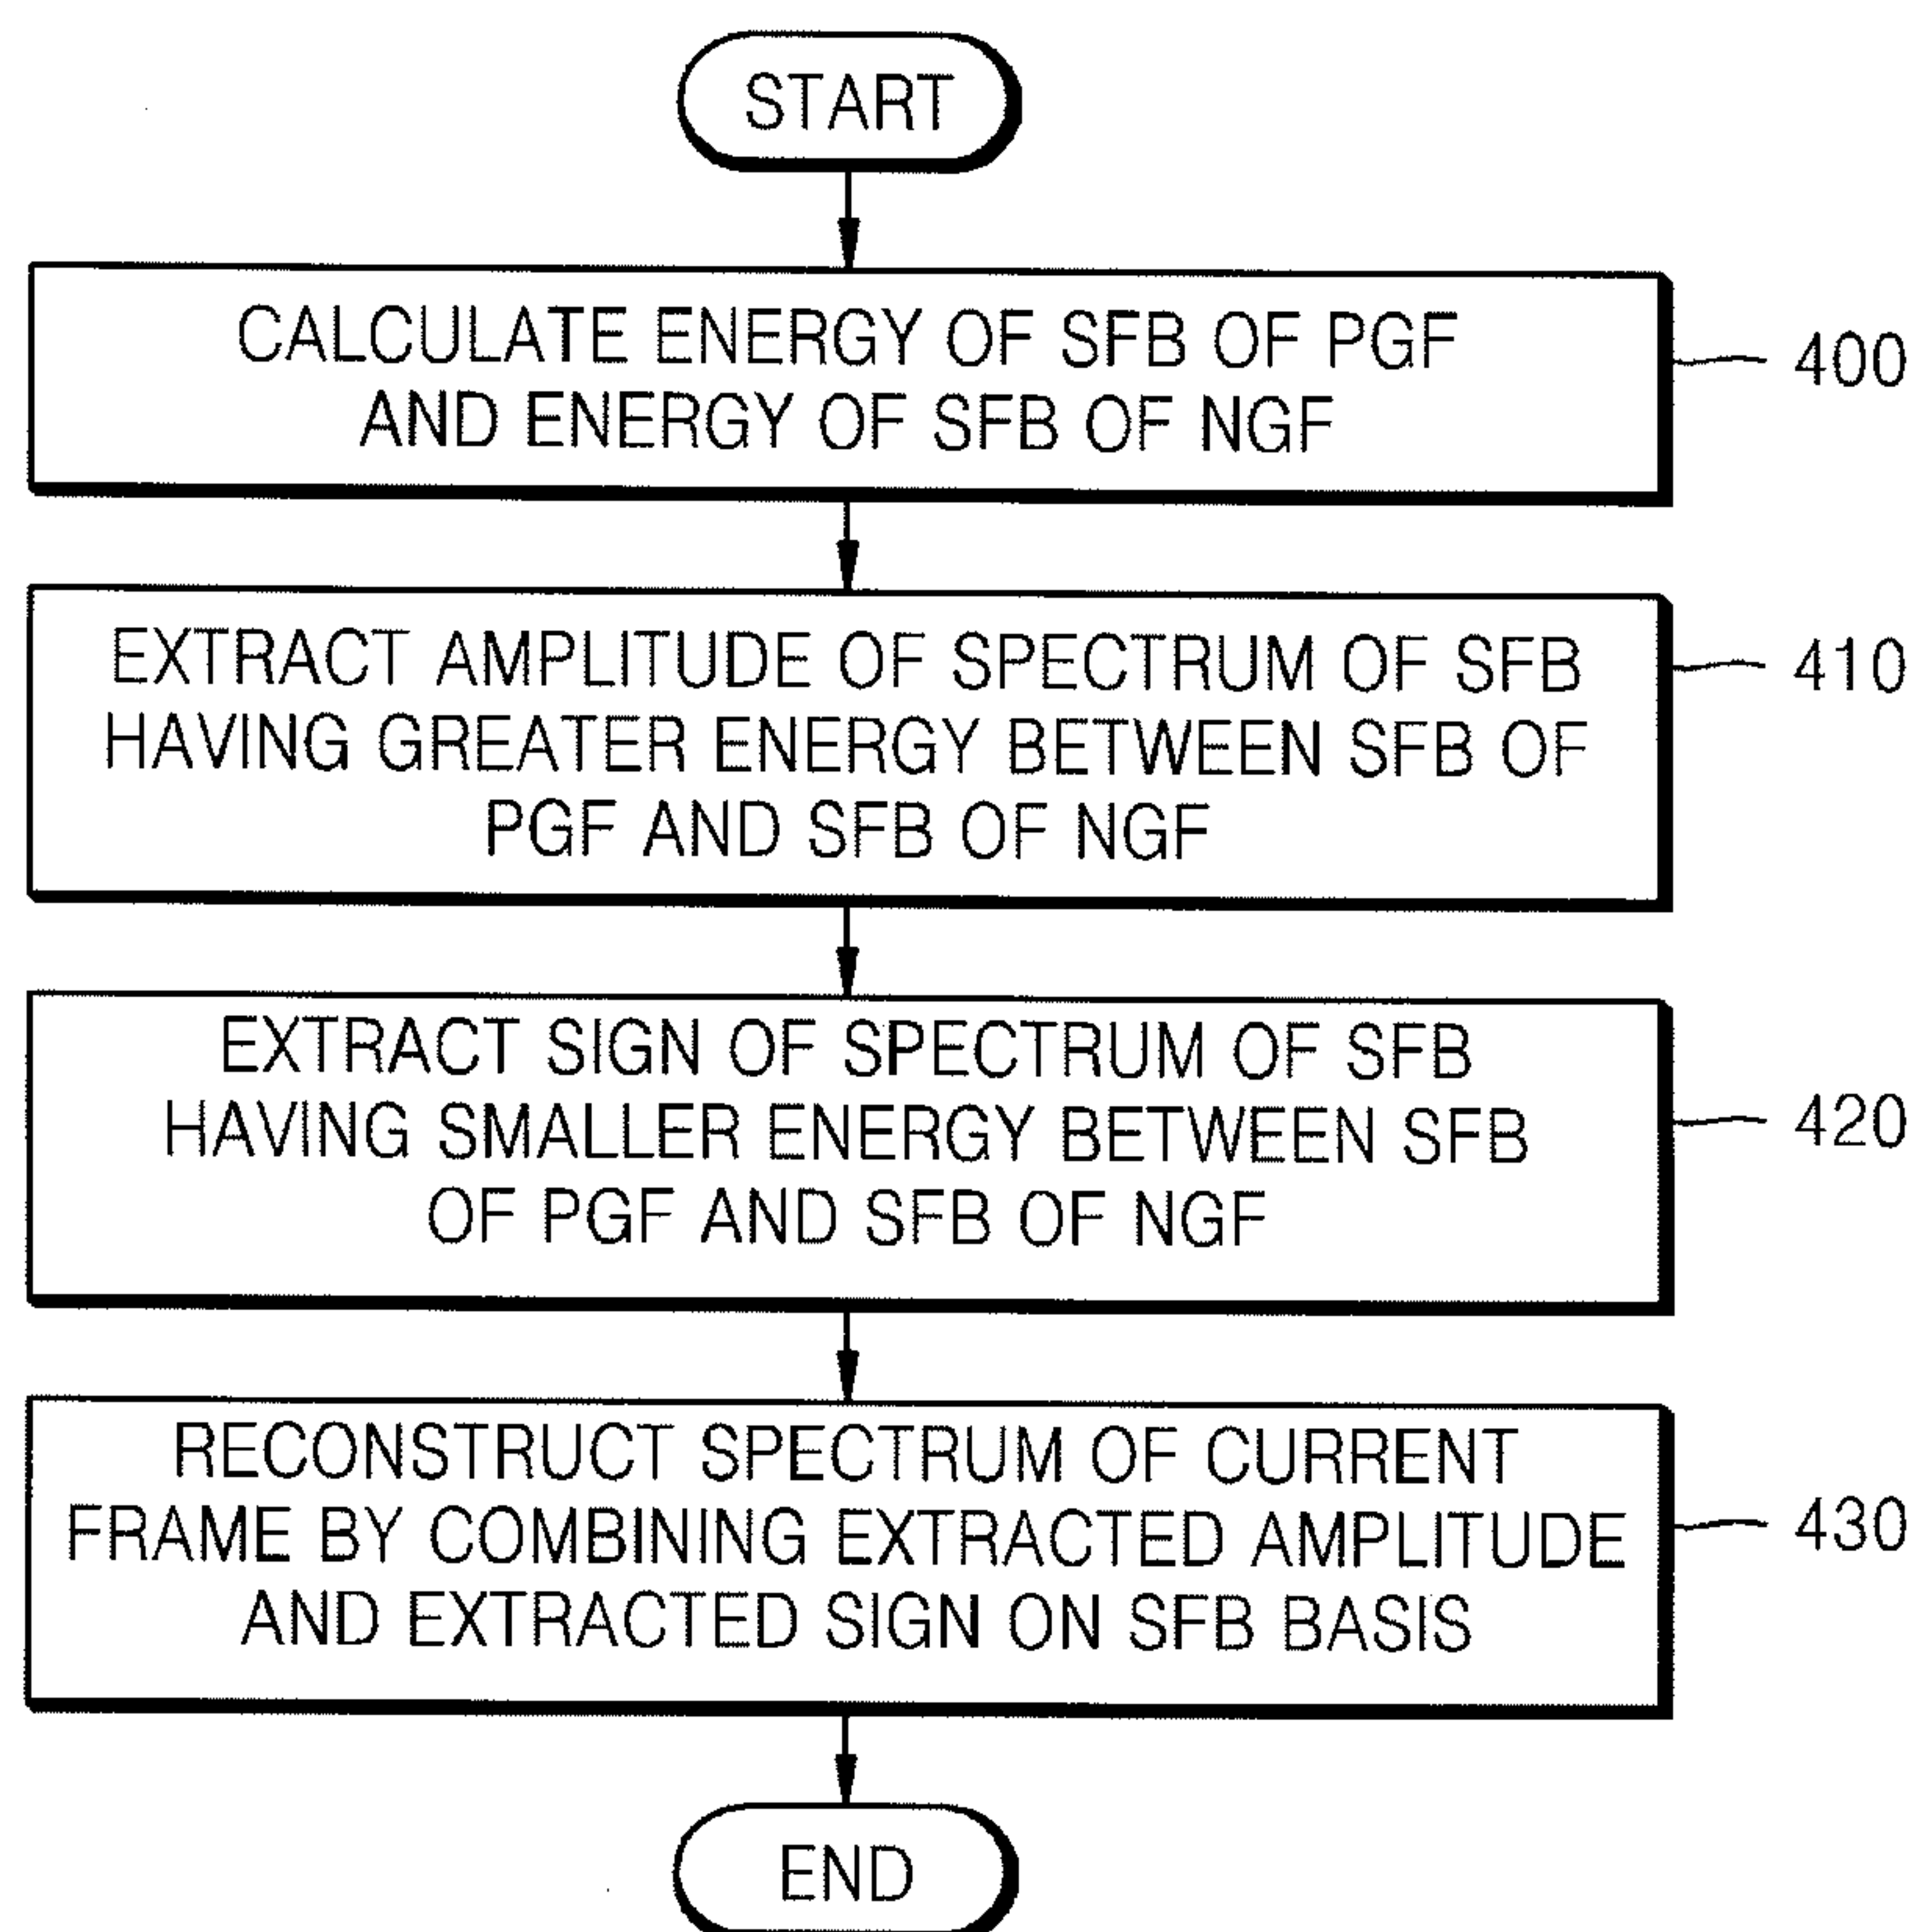 START
CALCULATE ENERGY OF SFB OF PGF
AND ENERGY OF SFB OF NGF
400
EXTRACT AMPLITUDE OF SPECTRUM OF SFB
HAVING GREATER ENERGY BETWEEN SFB OF
PGF AND SFB OF NGF
410
EXTRACT SIGN OF SPECTRUM OF SFB
HAVING SMALLER ENERGY BETWEEN SFB
OF PGF AND SFB OF NGF
420
RECONSTRUCT SPECTRUM OF CURRENT
FRAME BY COMBINING EXTRACTED AMPLITUDE
AND EXTRACTED SIGN ON SFB BASIS
430
END